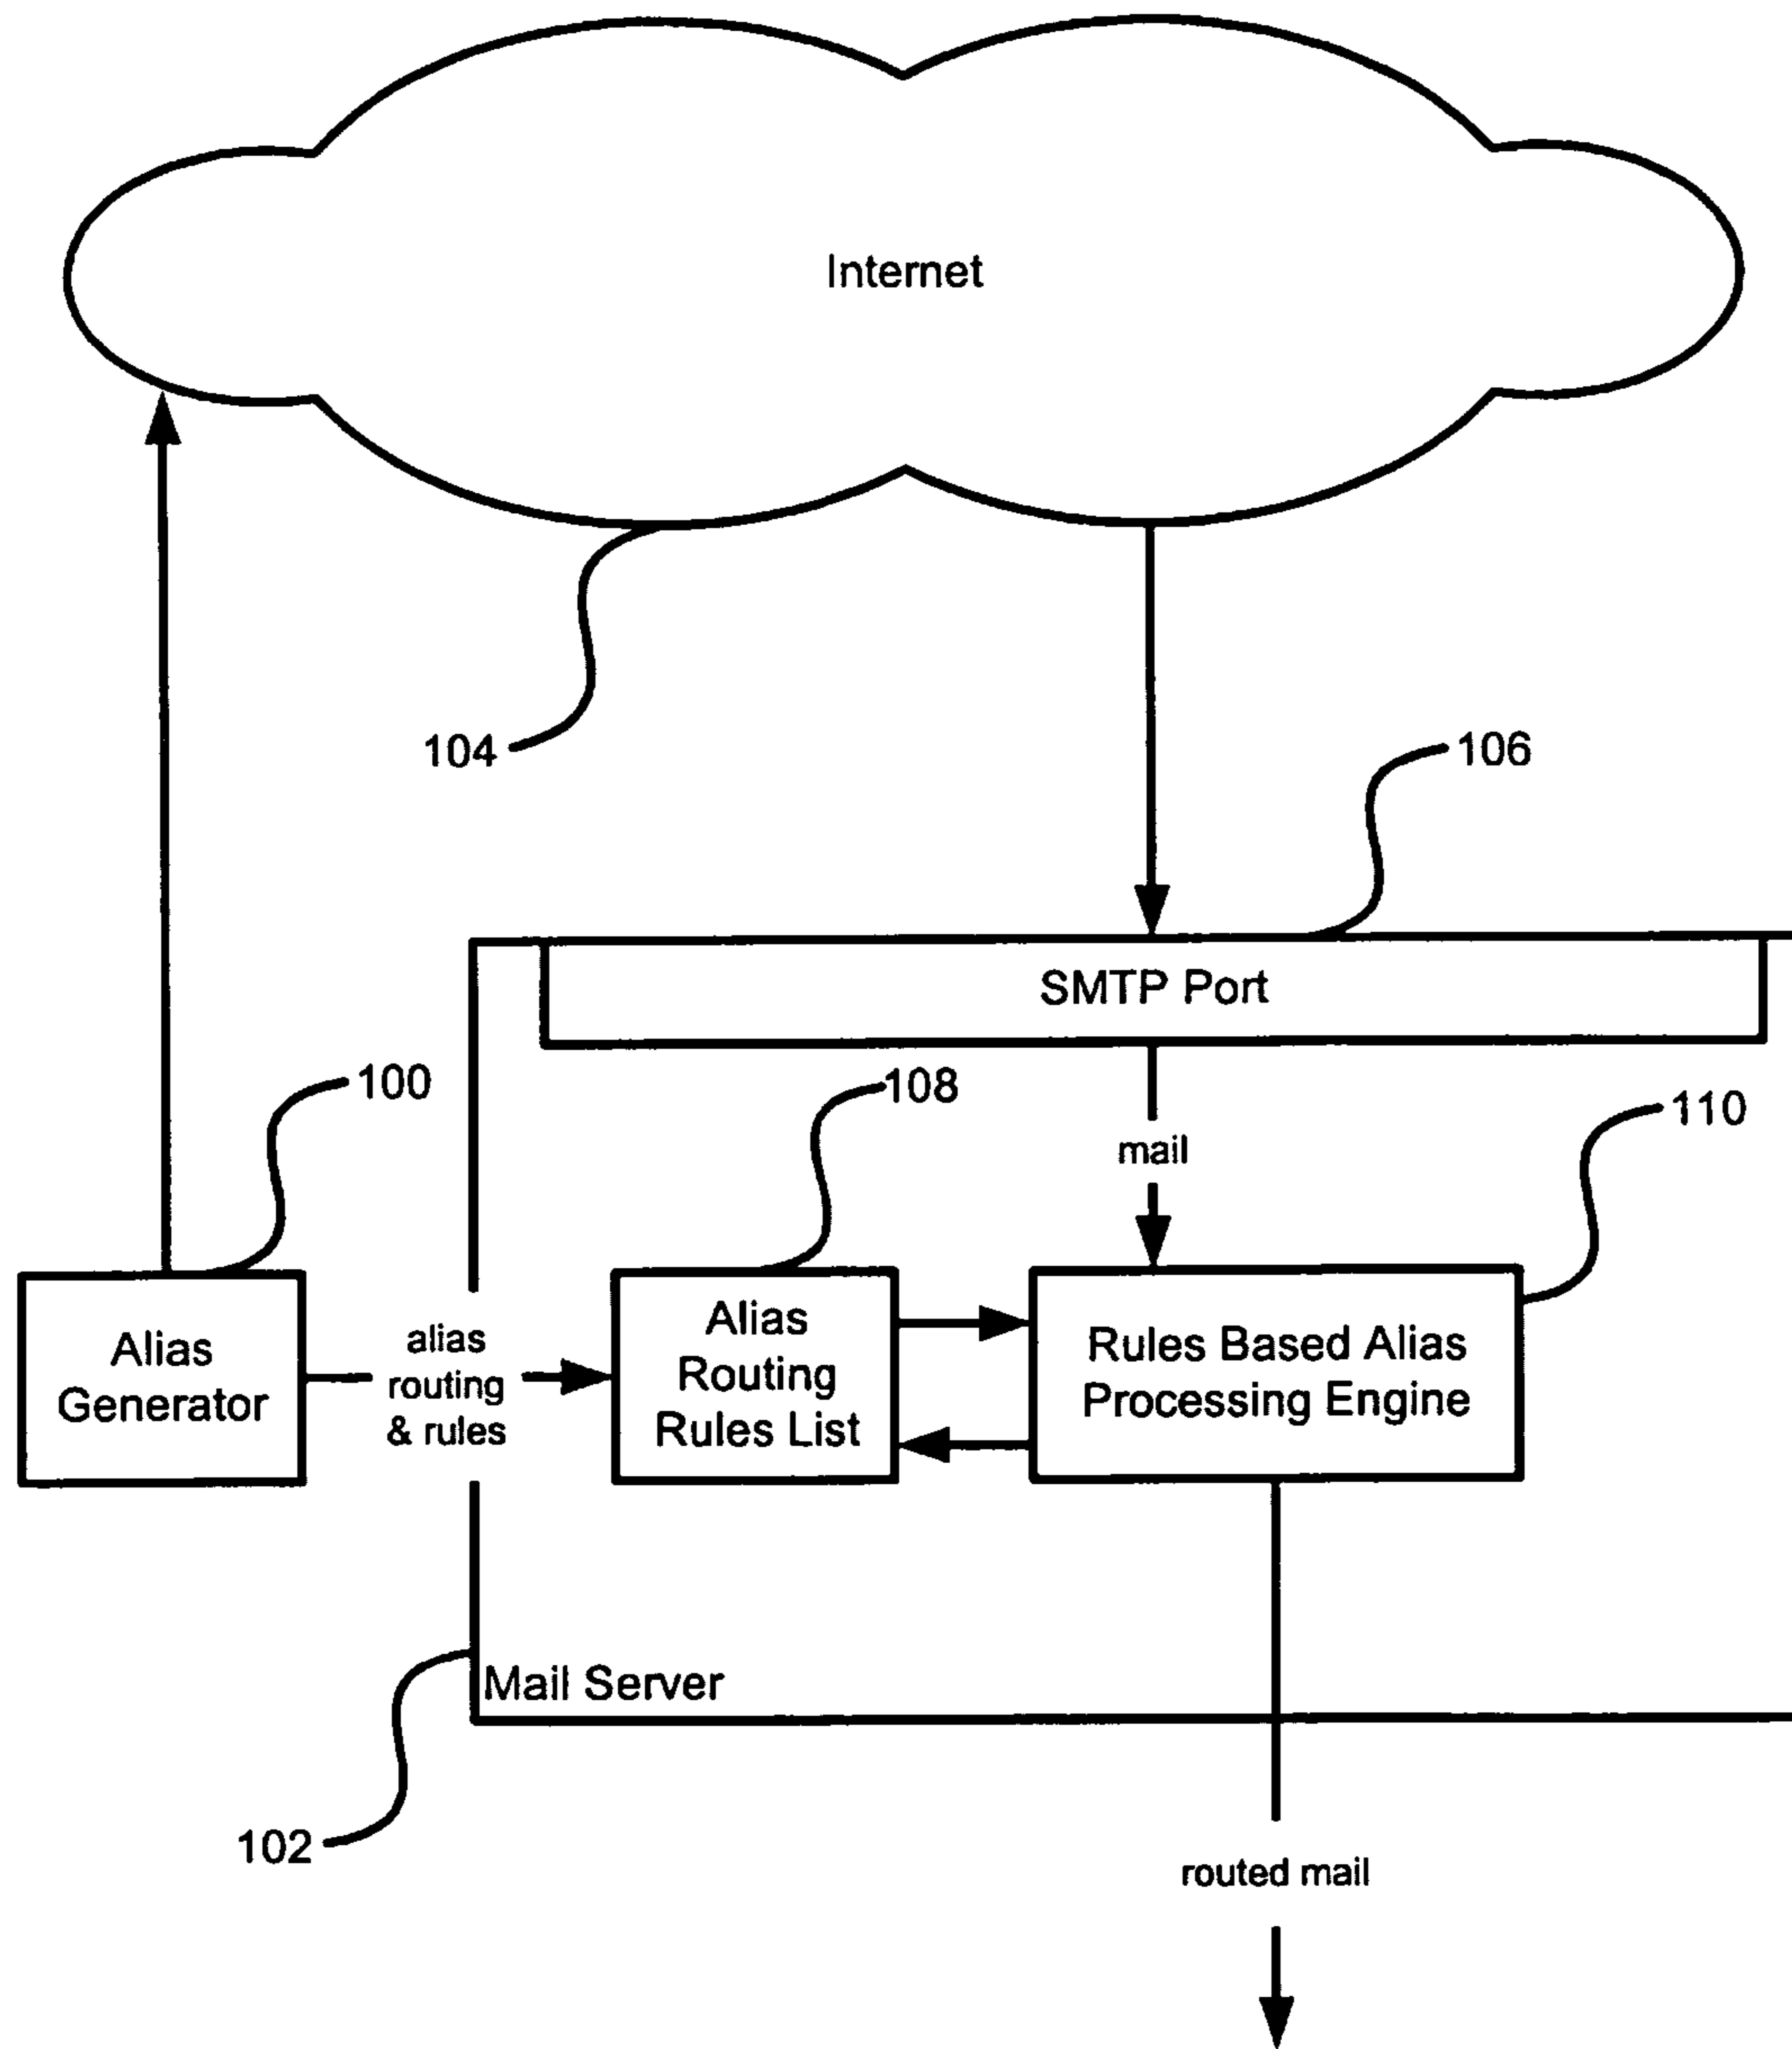 Internet
104
106
SMTP Port
100
108
110
mail
Alias
Generator
alias
routing
& rules
Alias
Routing
Rules List
Rules Based Alias
Processing Engine
Mail Server
102
routed mail